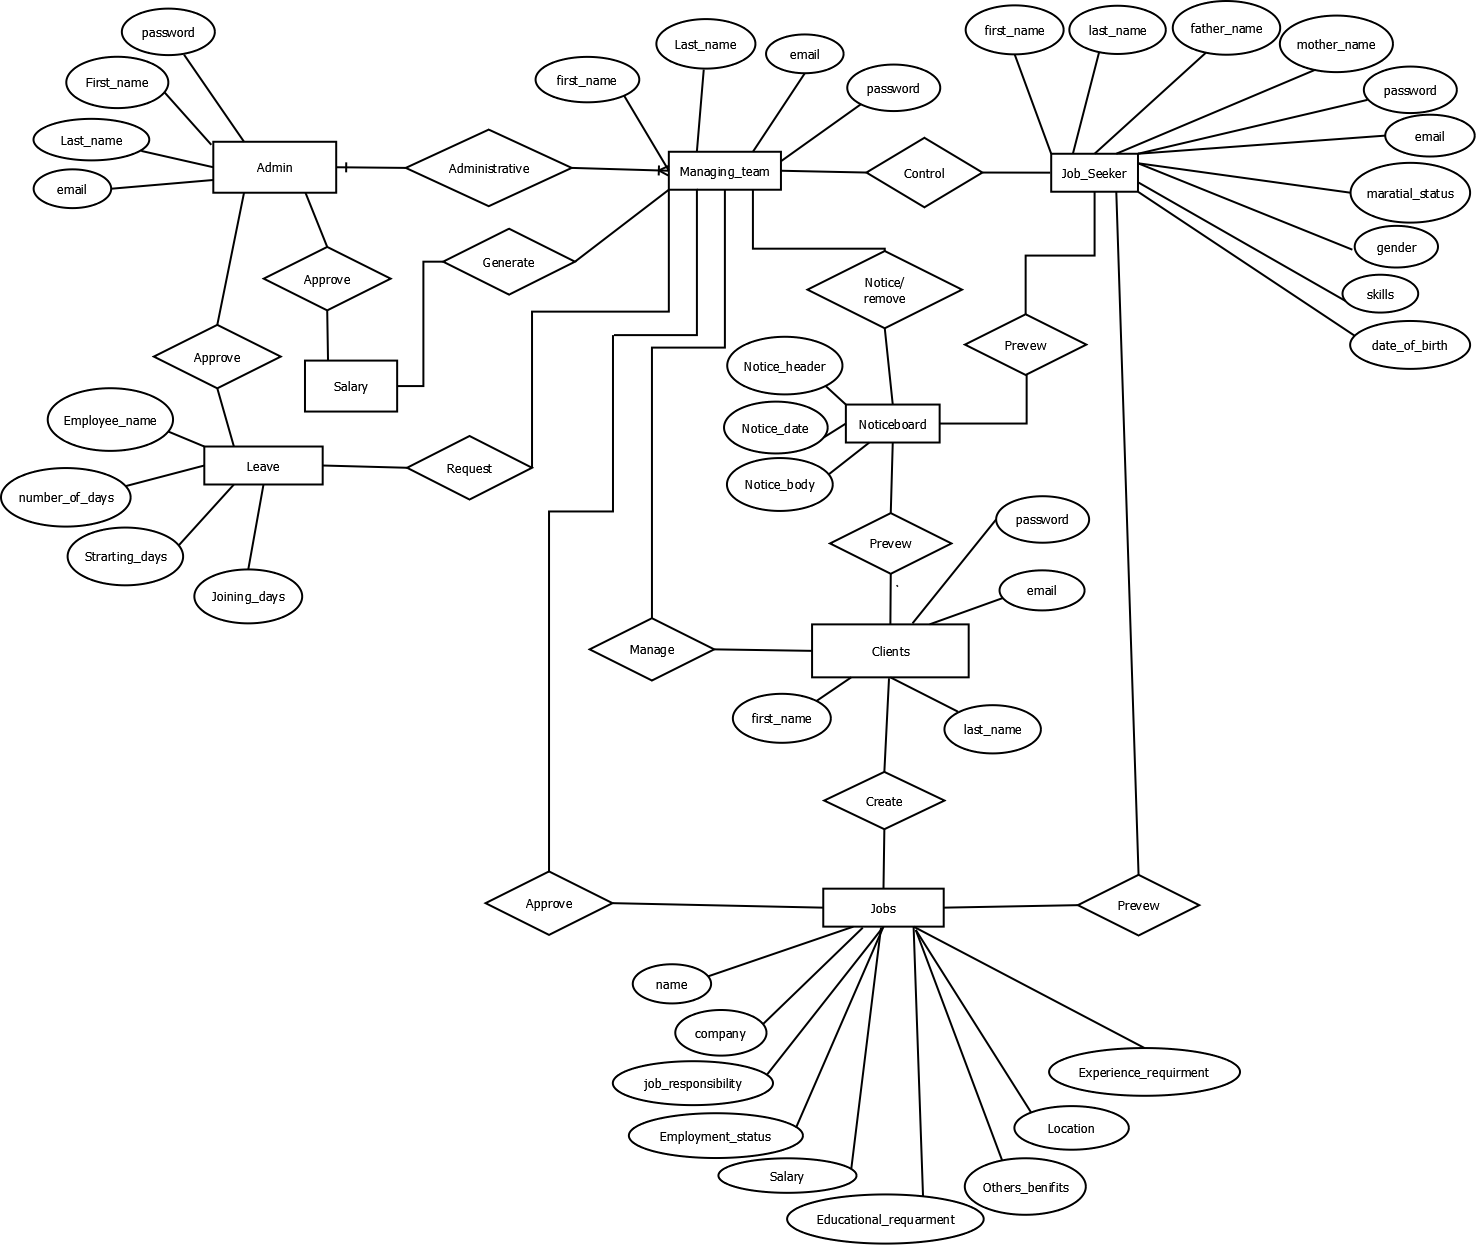 password
First_name
Last_name
email
Admin
Administrative
first_name
Last_name
email
password
Managing_team
Control
first_name
last_name
father_name
mother_name
password
email
maratial_status
gender
skills
date_of_birth
Job_Seeker
Approve
Generate
Notice/
remove
Prevew
Approve
Salary
Notice_header
Notice_date
Notice_body
Noticeboard
Employee_name
Leave
number_of_days
Strarting_days
Joining_days
Request
Prevew
password
email
Manage
Clients
first_name
last_name
Create
Approve
Jobs
Prevew
name
company
job_responsibility
Employment_status
Salary
Educational_requarment
Others_benifits
Location
Experience_requirment